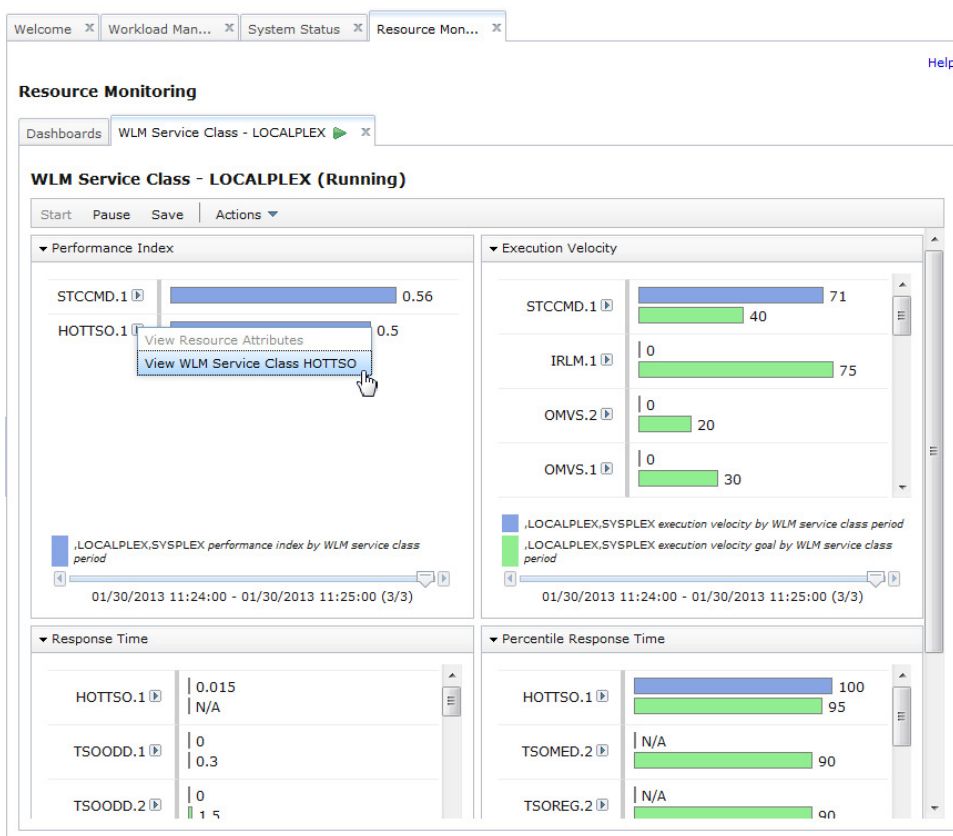 Welcome Workload Man... System Status Resource Mon...
Help
Resource Monitoring
Dashboards WLM Service Class - LOCALPLEX
WLM Service Class - LOCALPLEX (Running)
Start Pause Save Actions
Performance Index
STCCMD.1 0.56
HOTTSO.1 0.5
View Resource Attributes
View WLM Service Class HOTTSO
,LOCALPLEX,SYSPLEX performance index by WLM service class
period
01/30/2013 11:24:00 - 01/30/2013 11:25:00 (3/3)
Execution Velocity
STCCMD.1 71
40
IRLM.1 0
75
OMVS.2 0
20
OMVS.1 0
30
,LOCALPLEX,SYSPLEX execution velocity by WLM service class period
,LOCALPLEX,SYSPLEX execution velocity goal by WLM service class
period
01/30/2013 11:24:00 - 01/30/2013 11:25:00 (3/3)
Response Time
HOTTSO.1 0.015
N/A
TSOODD.1 0
0.3
TSOODD.2 0
1.5
Percentile Response Time
HOTTSO.1 100
95
TSOMED.2 N/A
90
TSOREG.2 N/A
90